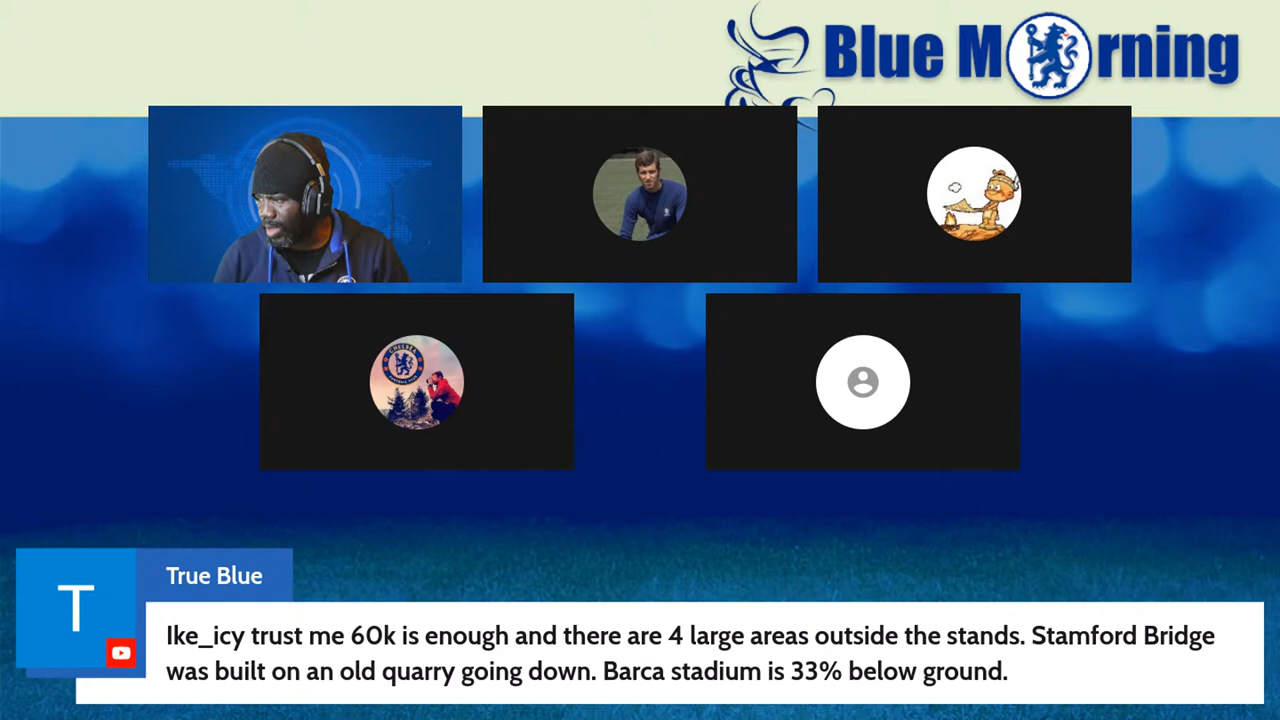 Blue Morning
CHELSEA
T
True Blue
Ike_icy trust me 60k is enough and there are 4 large areas outside the stands. Stamford Bridge
was built on an old quarry going down. Barca stadium is 33% below ground.